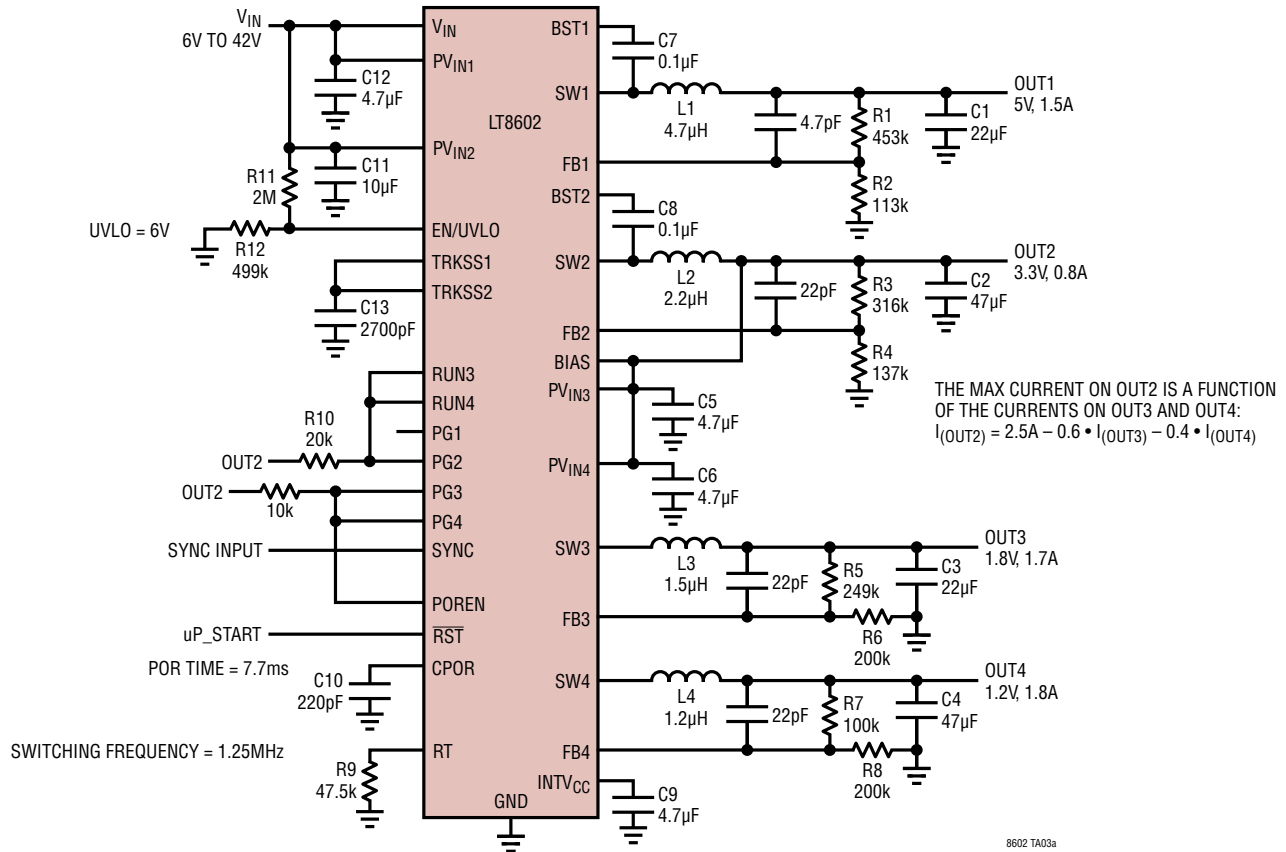 V_IN
6V TO 42V
V_IN
PV_IN1
C12
4.7µF
PV_IN2
C11
10µF
R11
2M
UVLO = 6V
R12
499k
EN/UVLO
TRKSS1
TRKSS2
C13
2700pF
RUN3
RUN4
PG1
R10
20k
OUT2
PG2
OUT2
10k
PG3
PG4
SYNC INPUT
SYNC
POREN
uP_START
RST
POR TIME = 7.7ms
CPOR
C10
220pF
SWITCHING FREQUENCY = 1.25MHz
RT
R9
47.5k
GND
LT8602
BST1
C7
0.1µF
SW1
L1
4.7µH
4.7pF
R1
453k
C1
22µF
OUT1
5V, 1.5A
FB1
R2
113k
BST2
C8
0.1µF
SW2
L2
2.2µH
22pF
R3
316k
C2
47µF
OUT2
3.3V, 0.8A
FB2
R4
137k
BIAS
PV_IN3
C5
4.7µF
PV_IN4
C6
4.7µF
THE MAX CURRENT ON OUT2 IS A FUNCTION
OF THE CURRENTS ON OUT3 AND OUT4:
I(OUT2) = 2.5A – 0.6 • I(OUT3) – 0.4 • I(OUT4)
SW3
L3
1.5µH
22pF
R5
249k
C3
22µF
OUT3
1.8V, 1.7A
FB3
R6
200k
SW4
L4
1.2µH
22pF
R7
100k
C4
47µF
OUT4
1.2V, 1.8A
FB4
R8
200k
INTV_CC
C9
4.7µF
8602 TA03a